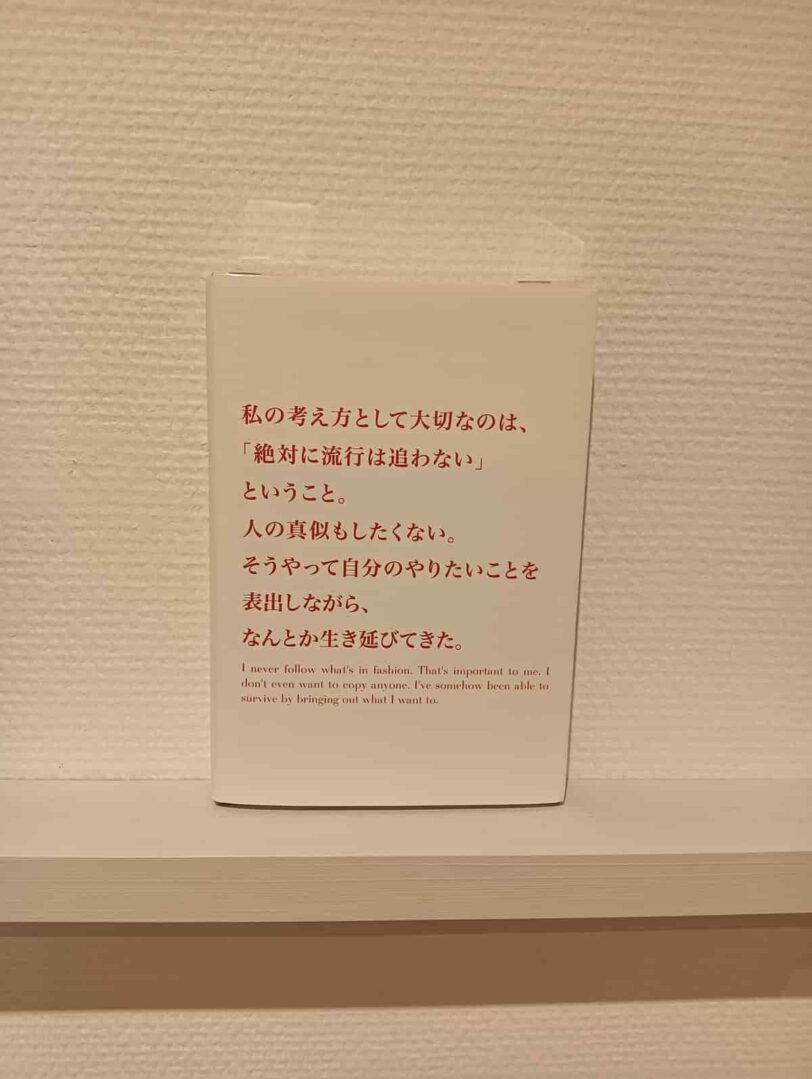 私の考え方として大切なのは、
「絶対に流行は追わない」
ということ。
人の真似もしたくない。
そうやって自分のやりたいことを
表出しながら、
なんとか生き延びてきた。
I never follow what's in fashion. That's important to me. I
don't even want to copy anyone. I've somehow been able to
survive by bringing out what I want to.